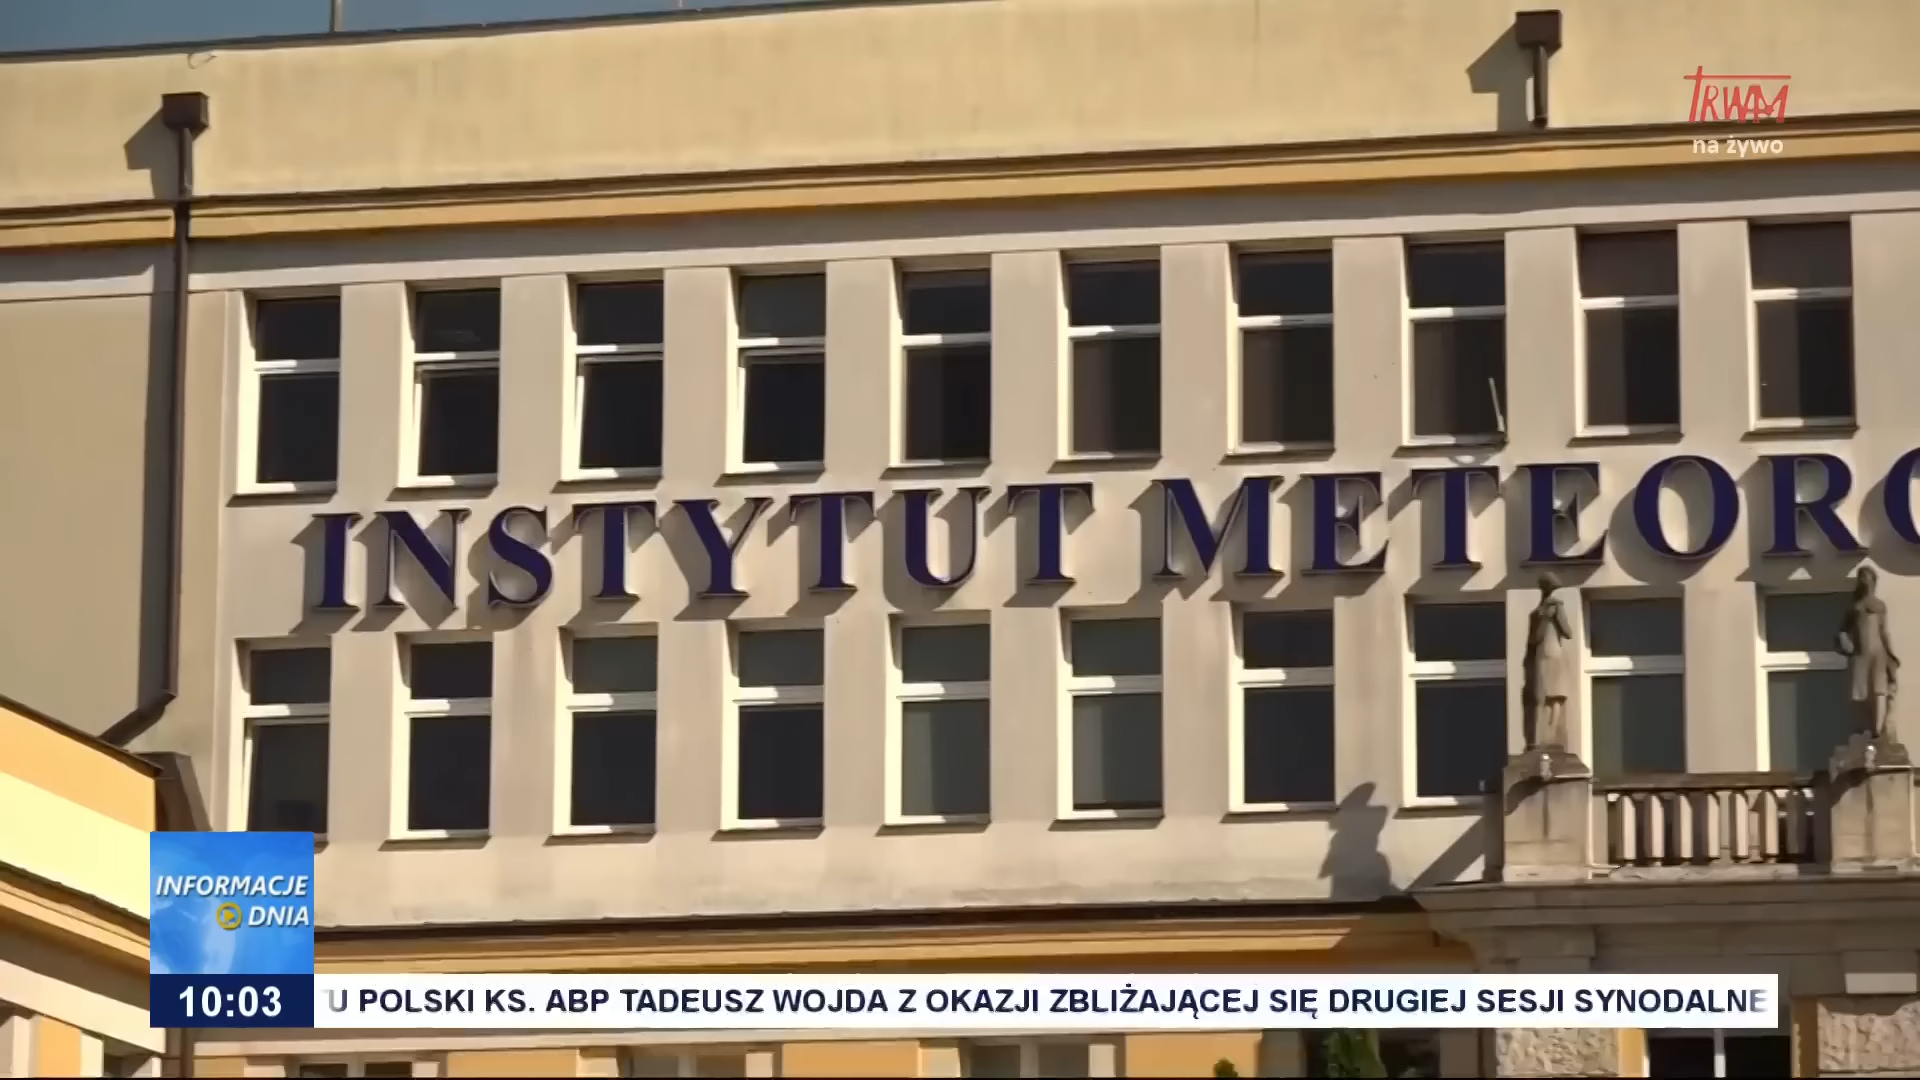 TRWAM
na żywo
INSTYTUT METEORO
INFORMACJE
DNIA
10:03
U POLSKI KS. ABP TADEUSZ WOJDA Z OKAZJI ZBLIŻAJĄCEJ SIĘ DRUGIEJ SESJI SYNODALNE